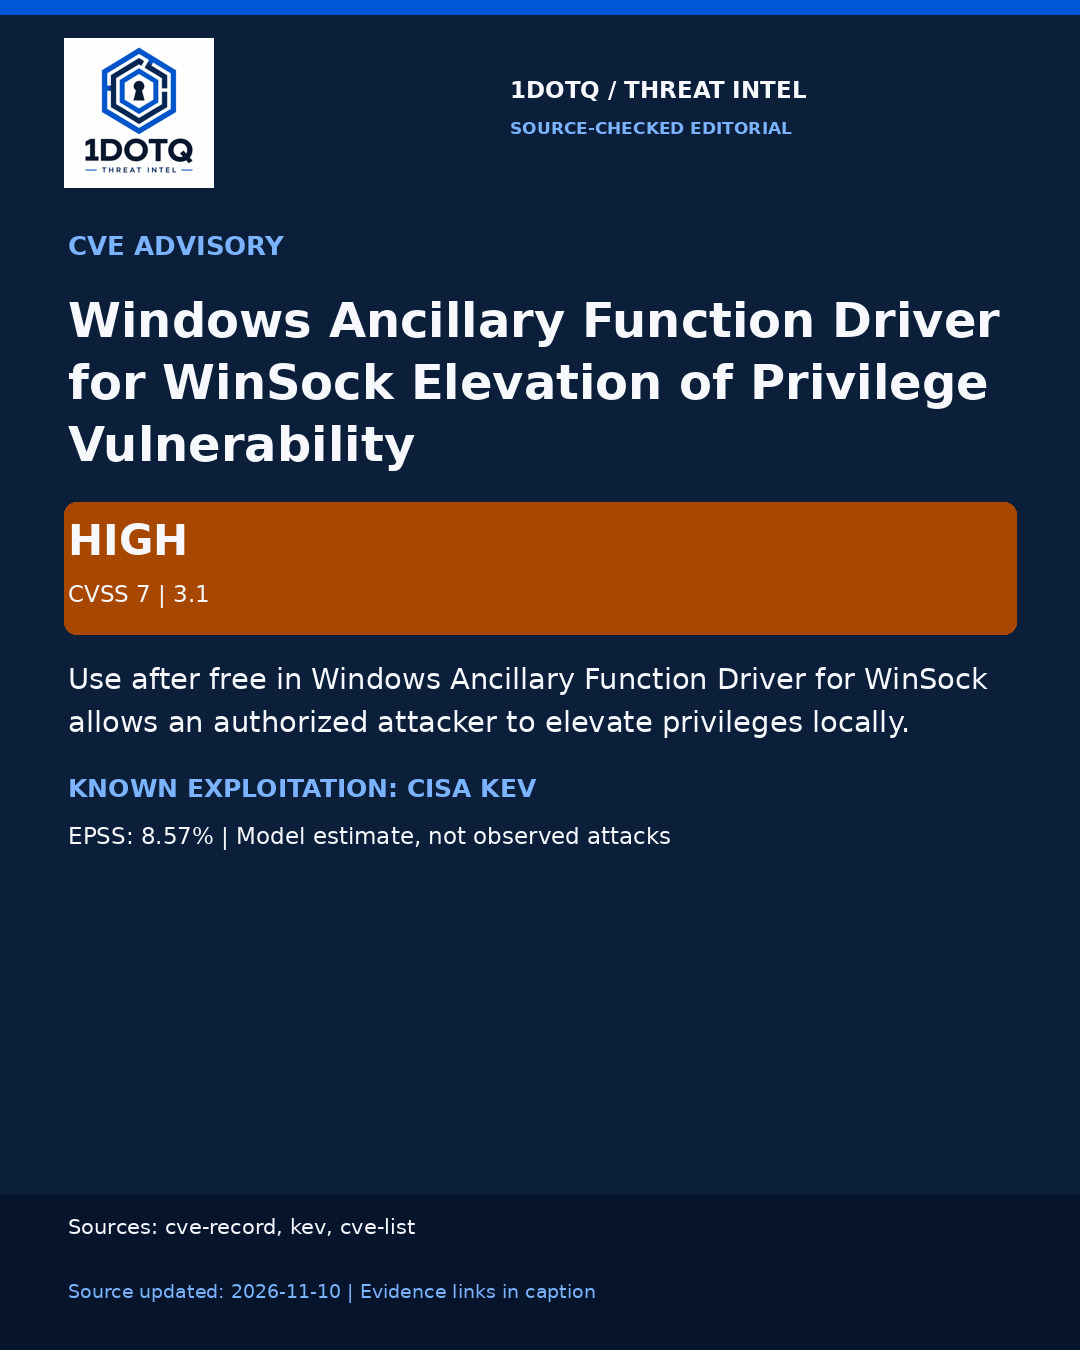 1DOTQ
THREAT INTEL
1DOTQ / THREAT INTEL
SOURCE-CHECKED EDITORIAL
CVE ADVISORY
Windows Ancillary Function Driver
for WinSock Elevation of Privilege
Vulnerability
HIGH
CVSS 7 | 3.1
Use after free in Windows Ancillary Function Driver for WinSock
allows an authorized attacker to elevate privileges locally.
KNOWN EXPLOITATION: CISA KEV
EPSS: 8.57% | Model estimate, not observed attacks
Sources: cve-record, kev, cve-list
Source updated: 2026-11-10 | Evidence links in caption